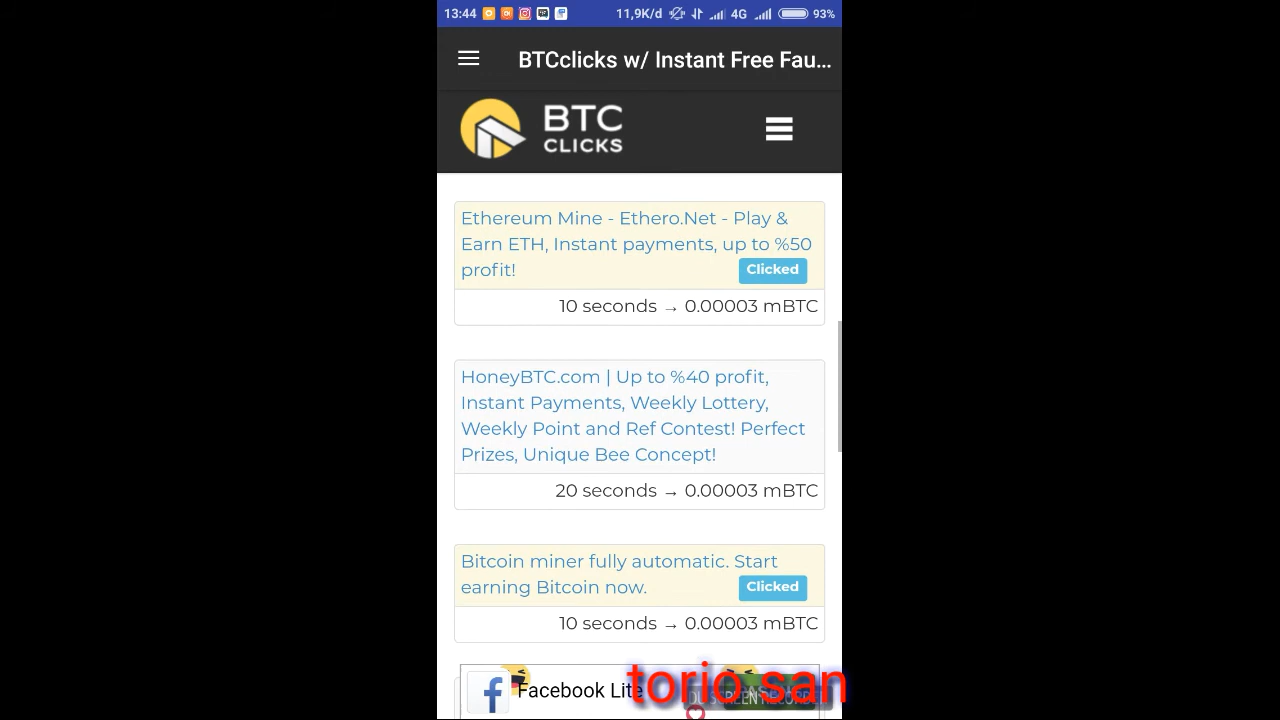 13:44 11,9K/d 4G 93%
BTCclicks w/ Instant Free Fau...
BTC
CLICKS
Ethereum Mine - Ethero.Net - Play &
Earn ETH, Instant payments, up to %50
profit!
Clicked
10 seconds → 0.00003 mBTC
HoneyBTC.com | Up to %40 profit,
Instant Payments, Weekly Lottery,
Weekly Point and Ref Contest! Perfect
Prizes, Unique Bee Concept!
20 seconds → 0.00003 mBTC
Bitcoin miner fully automatic. Start
earning Bitcoin now.
Clicked
10 seconds → 0.00003 mBTC
Facebook Lite
torio san
SCREEN RECORDER